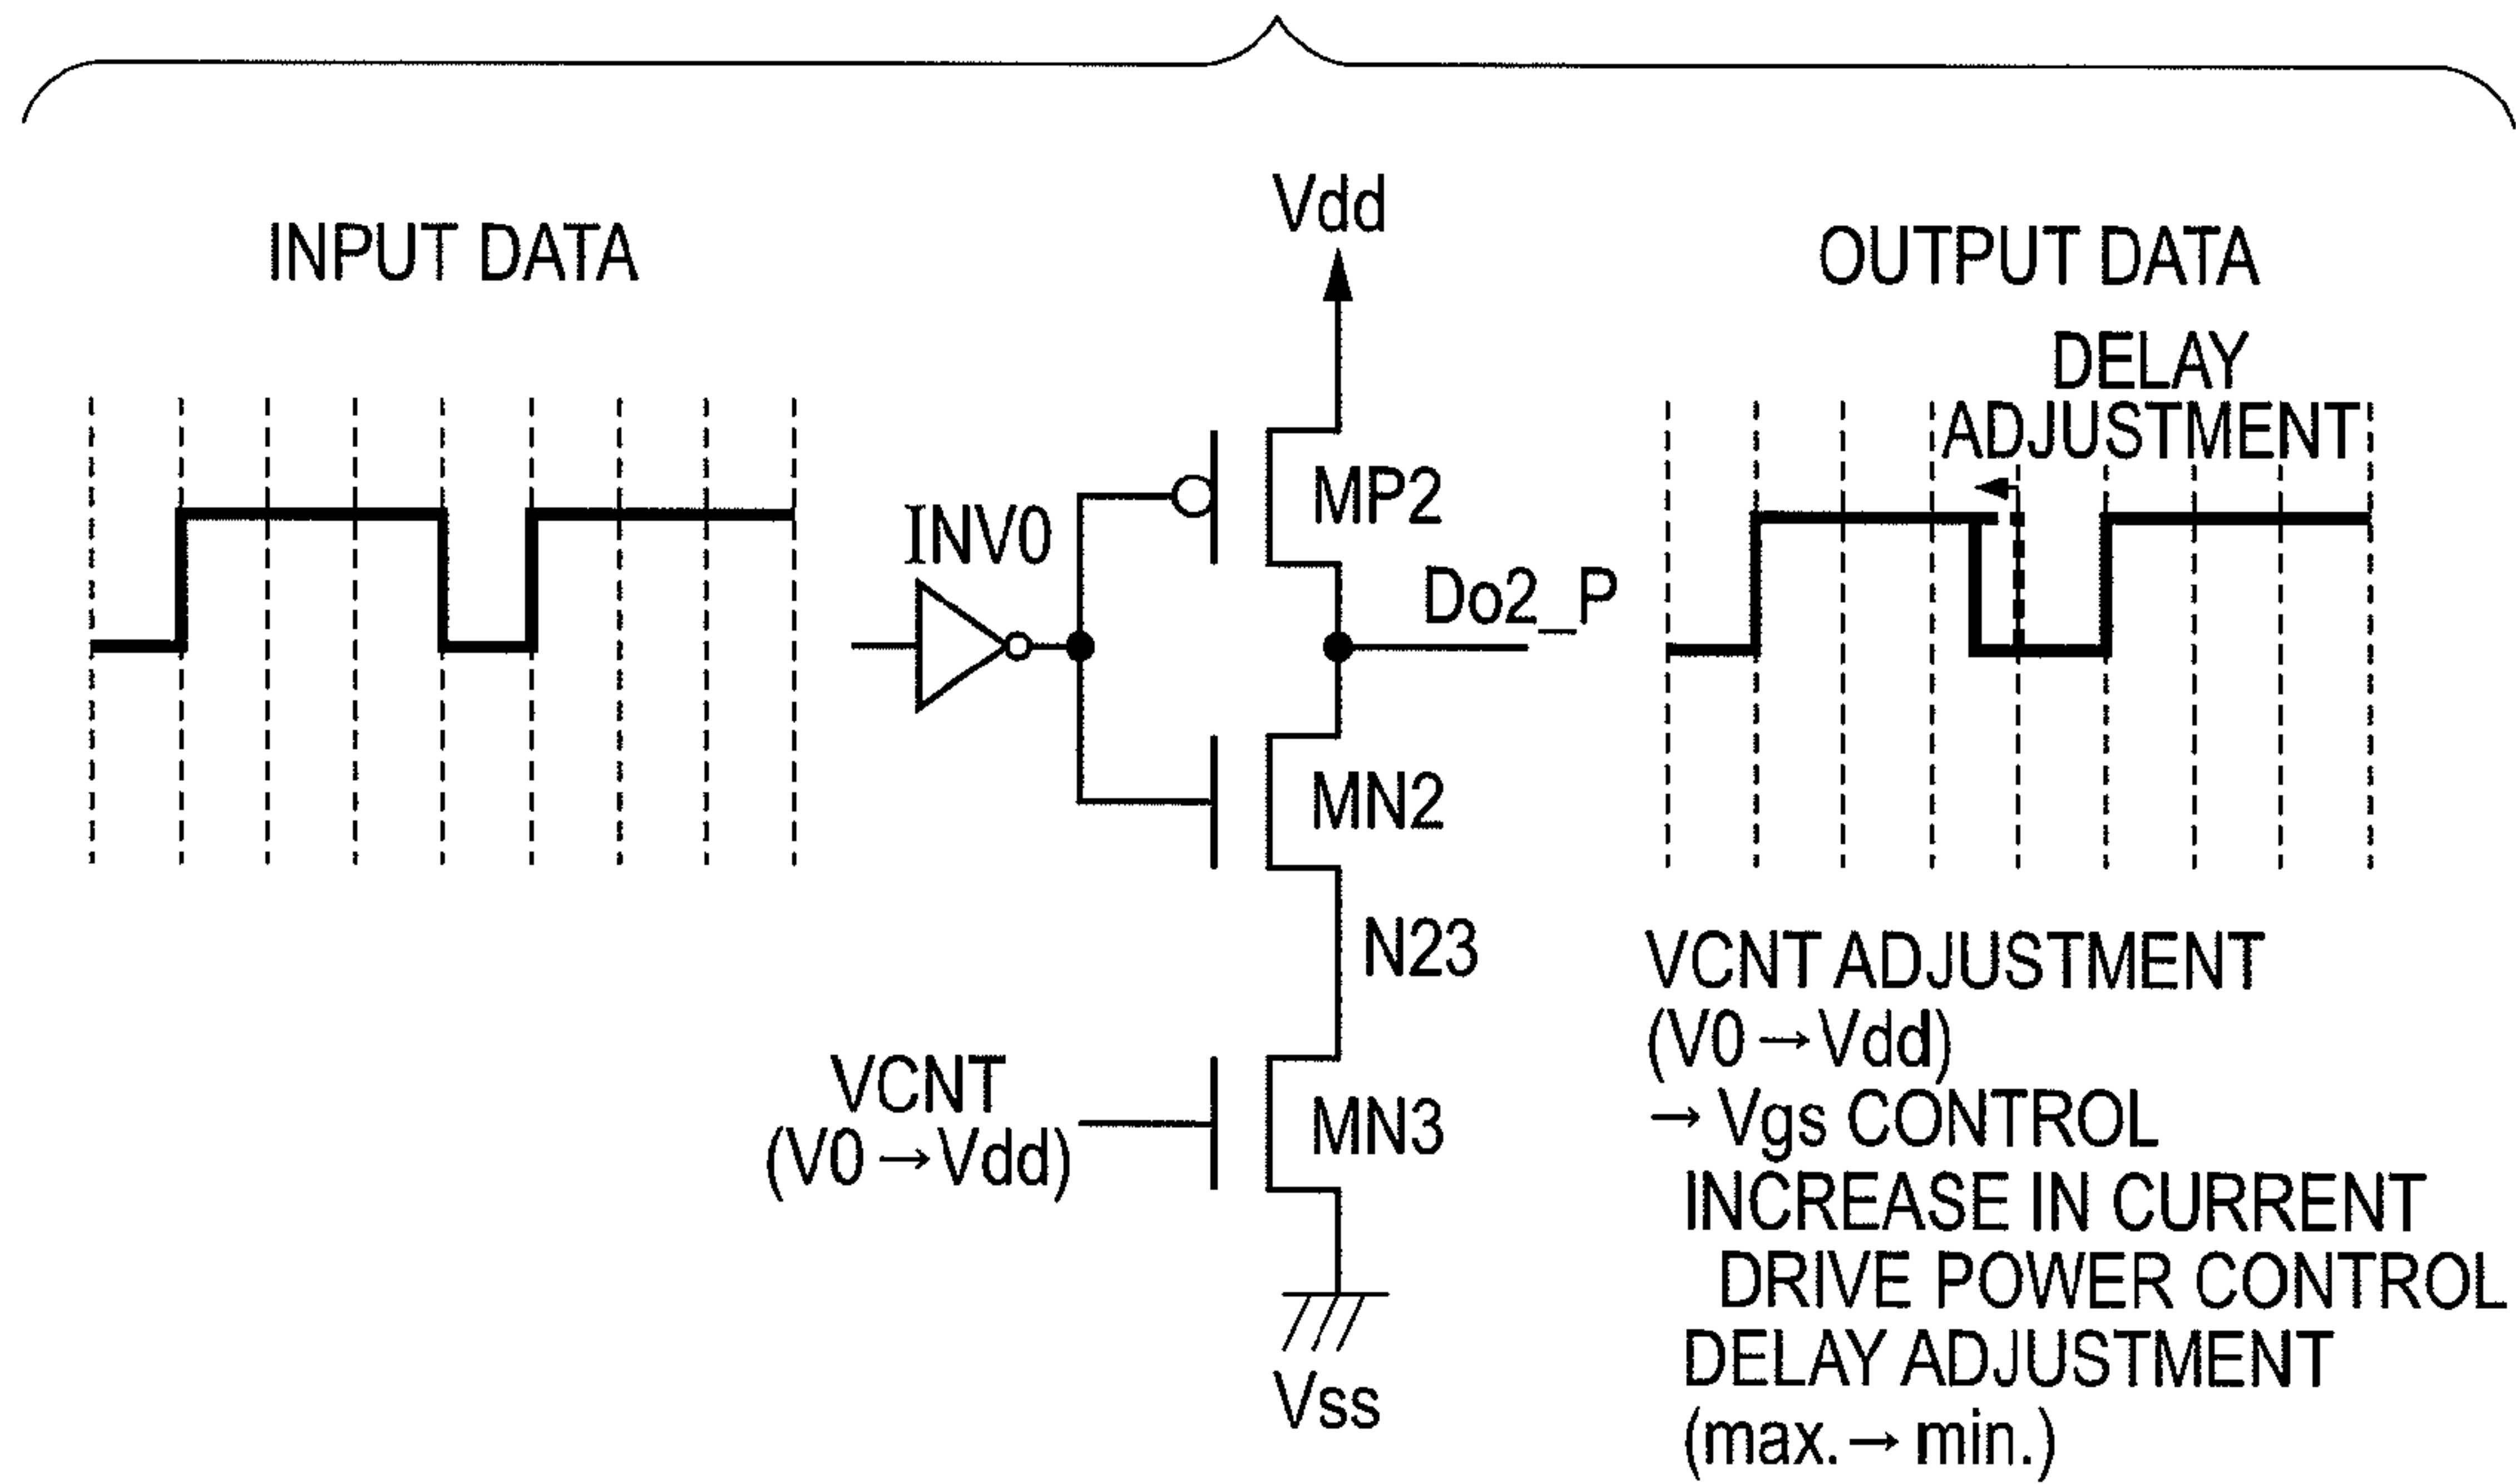 INPUT DATA
Vdd
OUTPUT DATA
DELAY
ADJUSTMENT
INV0
MP2
Do2_P
MN2
N23
VCNT
(V0→Vdd)
MN3
Vss
VCNT ADJUSTMENT
(V0→Vdd)
→ Vgs CONTROL
INCREASE IN CURRENT
DRIVE POWER CONTROL
DELAY ADJUSTMENT
(max.→ min.)